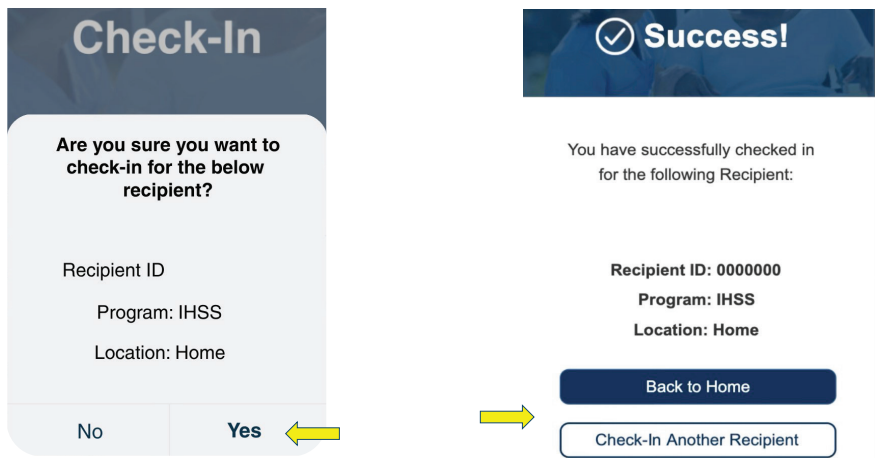 Check-In
Are you sure you want to
check-in for the below
recipient?
Recipient ID
Program: IHSS
Location: Home
No
Yes
Success!
You have successfully checked in
for the following Recipient:
Recipient ID: 0000000
Program: IHSS
Location: Home
Back to Home
Check-In Another Recipient